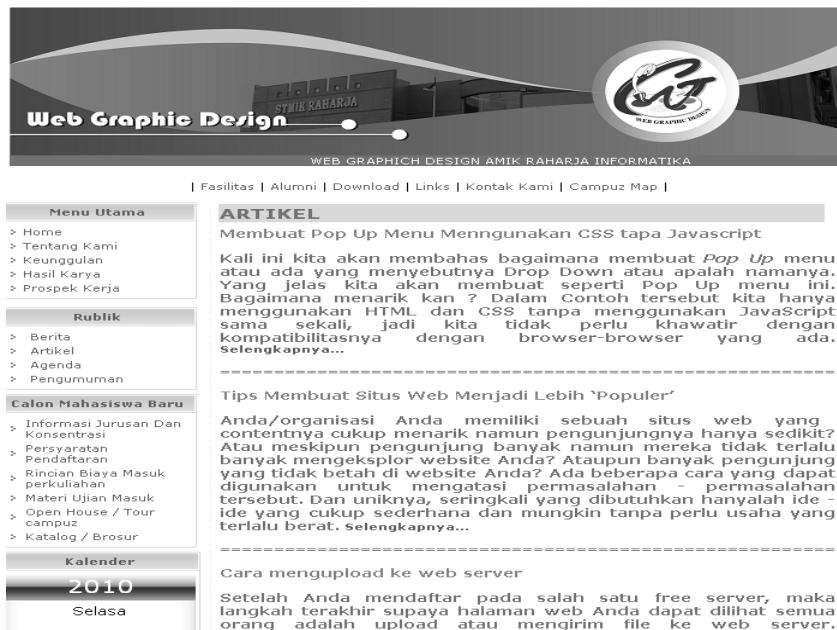 STMIK RAHARJA
Web Graphic Design
WEB GRAPHIC DESIGN
WEB GRAPHICH DESIGN AMIK RAHARJA INFORMATIKA
| Fasilitas | Alumni | Download | Links | Kontak Kami | Campuz Map |
Menu Utama
> Home
> Tentang Kami
> Keunggulan
> Hasil Karya
> Prospek Kerja
Rublik
> Berita
> Artikel
> Agenda
> Pengumuman
Calon Mahasiswa Baru
> Informasi Jurusan Dan
Konsentrasi
> Persyaratan
Pendaftaran
> Rincian Biaya Masuk
perkuliahan
> Materi Ujian Masuk
> Open House / Tour
campuz
> Katalog / Brosur
Kalender
2010
Selasa
ARTIKEL
Membuat Pop Up Menu Menngunakan CSS tapa Javascript
Kali ini kita akan membahas bagaimana membuat Pop Up menu
atau ada yang menyebutnya Drop Down atau apalah namanya.
Yang jelas kita akan membuat seperti Pop Up menu ini.
Bagaimana menarik kan ? Dalam Contoh tersebut kita hanya
menggunakan HTML dan CSS tanpa menggunakan JavaScript
sama sekali, jadi kita tidak perlu khawatir dengan
kompatibilitasnya dengan browser-browser yang ada.
Selengkapnya...
==========================================================
Tips Membuat Situs Web Menjadi Lebih ‘Populer’
Anda/organisasi Anda memiliki sebuah situs web yang
contentnya cukup menarik namun pengunjungnya hanya sedikit?
Atau meskipun pengunjung banyak namun mereka tidak terlalu
banyak mengeksplor website Anda? Ataupun banyak pengunjung
yang tidak betah di website Anda? Ada beberapa cara yang dapat
digunakan untuk mengatasi permasalahan - permasalahan
tersebut. Dan uniknya, seringkali yang dibutuhkan hanyalah ide -
ide yang cukup sederhana dan mungkin tanpa perlu usaha yang
terlalu berat. Selengkapnya...
==========================================================
Cara mengupload ke web server
Setelah Anda mendaftar pada salah satu free server, maka
langkah terakhir supaya halaman web Anda dapat dilihat semua
orang adalah upload atau mengirim file ke web server.